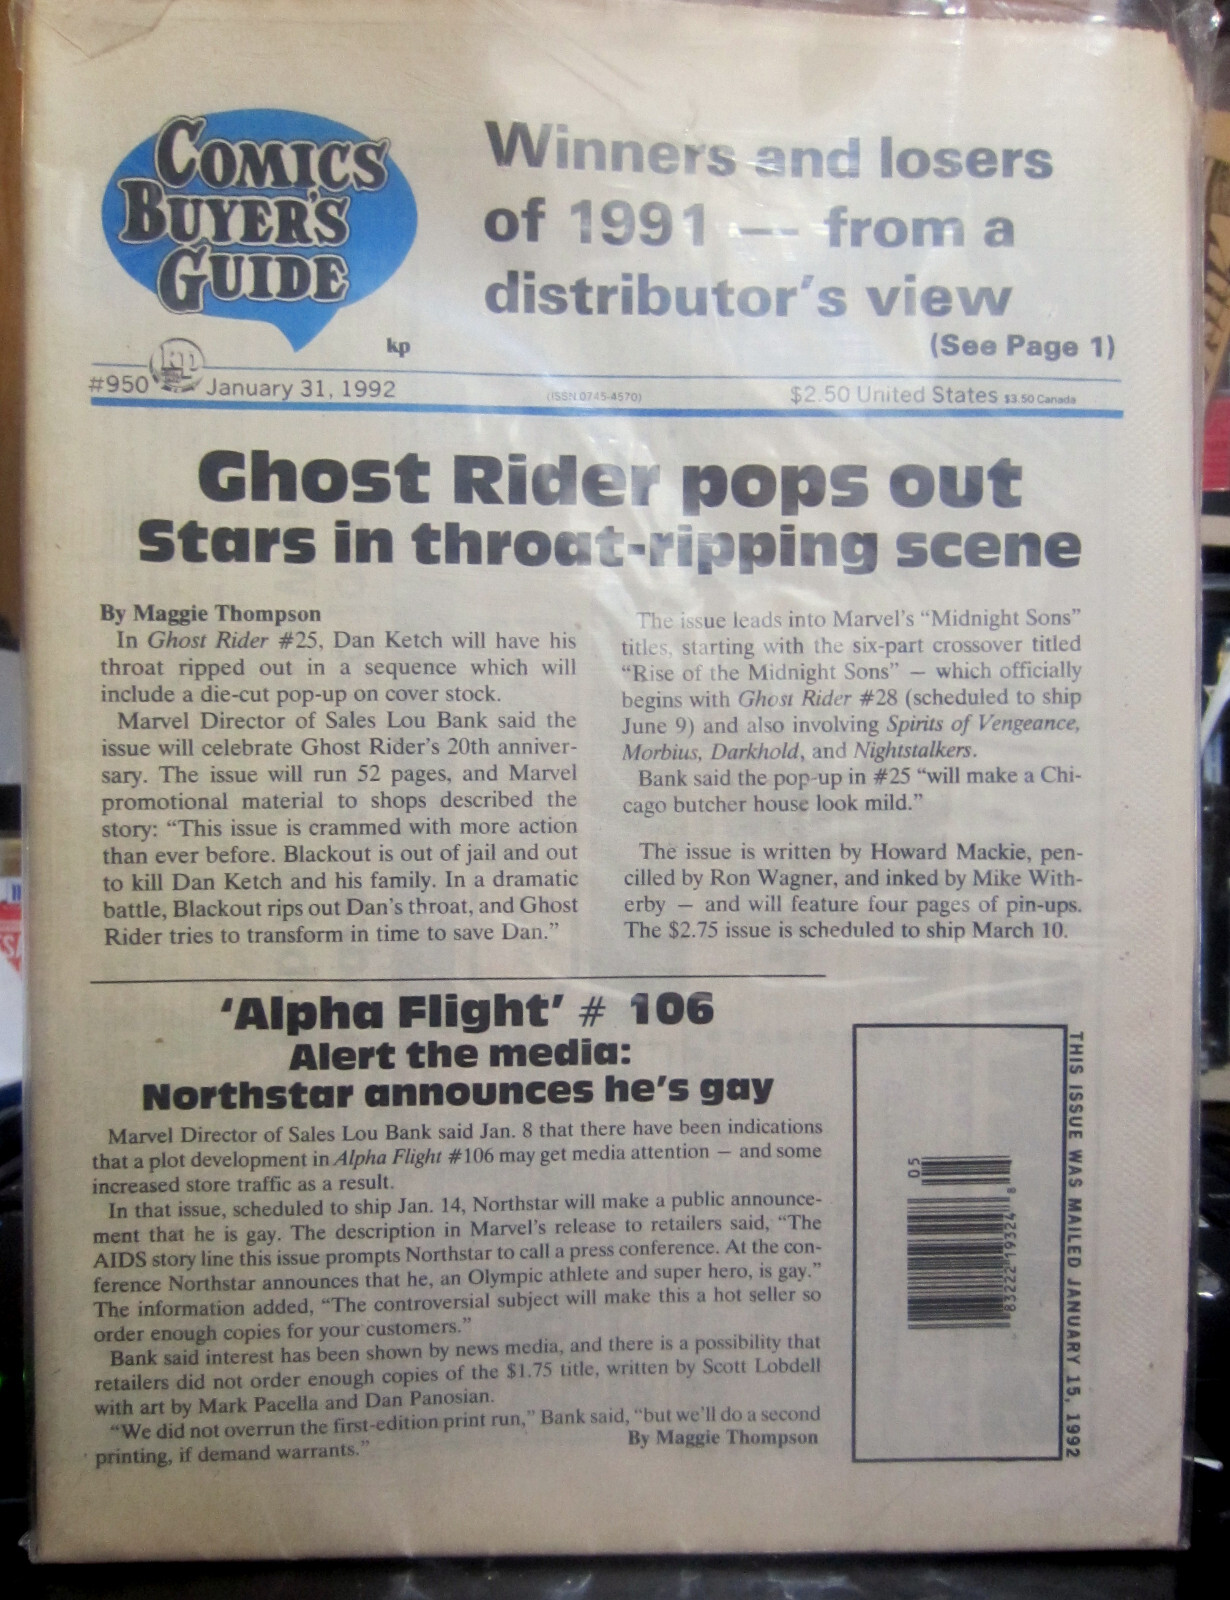 COMICS
BUYER'S
GUIDE
kp
Winners and losers
of 1991 — from a
distributor's view
(See Page 1)
kp
#950 January 31, 1992 (ISSN 0745-4570) $2.50 United States $3.50 Canada
Ghost Rider pops out
Stars in throat-ripping scene
By Maggie Thompson
In Ghost Rider #25, Dan Ketch will have his
throat ripped out in a sequence which will
include a die-cut pop-up on cover stock.
Marvel Director of Sales Lou Bank said the
issue will celebrate Ghost Rider's 20th anniver-
sary. The issue will run 52 pages, and Marvel
promotional material to shops described the
story: “This issue is crammed with more action
than ever before. Blackout is out of jail and out
to kill Dan Ketch and his family. In a dramatic
battle, Blackout rips out Dan's throat, and Ghost
Rider tries to transform in time to save Dan.”
The issue leads into Marvel's “Midnight Sons”
titles, starting with the six-part crossover titled
“Rise of the Midnight Sons” — which officially
begins with Ghost Rider #28 (scheduled to ship
June 9) and also involving Spirits of Vengeance,
Morbius, Darkhold, and Nightstalkers.
Bank said the pop-up in #25 “will make a Chi-
cago butcher house look mild.”
The issue is written by Howard Mackie, pen-
cilled by Ron Wagner, and inked by Mike With-
erby — and will feature four pages of pin-ups.
The $2.75 issue is scheduled to ship March 10.
‘Alpha Flight’ # 106
Alert the media:
Northstar announces he's gay
Marvel Director of Sales Lou Bank said Jan. 8 that there have been indications
that a plot development in Alpha Flight #106 may get media attention — and some
increased store traffic as a result.
In that issue, scheduled to ship Jan. 14, Northstar will make a public announce-
ment that he is gay. The description in Marvel's release to retailers said, “The
AIDS story line this issue prompts Northstar to call a press conference. At the con-
ference Northstar announces that he, an Olympic athlete and super hero, is gay.”
The information added, “The controversial subject will make this a hot seller so
order enough copies for your customers.”
Bank said interest has been shown by news media, and there is a possibility that
retailers did not order enough copies of the $1.75 title, written by Scott Lobdell
with art by Mark Pacella and Dan Panosian.
“We did not overrun the first-edition print run,” Bank said, “but we'll do a second
printing, if demand warrants.”
By Maggie Thompson
05
83222 19324 8
THIS ISSUE WAS MAILED JANUARY 15, 1992